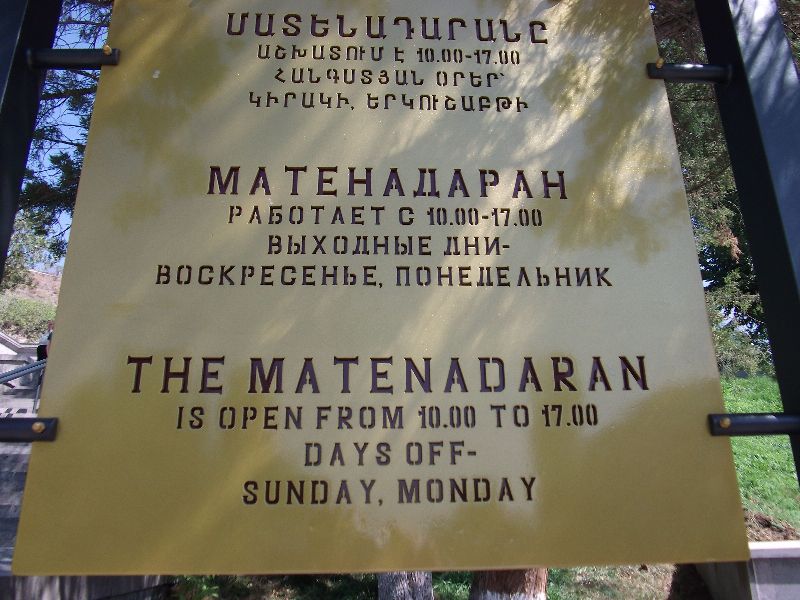 ՄԱՏԵՆԱԴԱՐԱՆԸ
ԱՇԽԱՏՈՒՄ Է 10.00-17.00
ՀԱՆԳՍՏՅԱՆ ՕՐԵՐ՝
ԿԻՐԱԿԻ, ԵՐԿՈՒՇԱԲԹԻ
МАТЕНАДАРАН
РАБОТАЕТ С 10.00-17.00
ВЫХОДНЫЕ ДНИ-
ВОСКРЕСЕНЬЕ, ПОНЕДЕЛЬНИК
THE MATENADARAN
IS OPEN FROM 10.00 TO 17.00
DAYS OFF-
SUNDAY, MONDAY